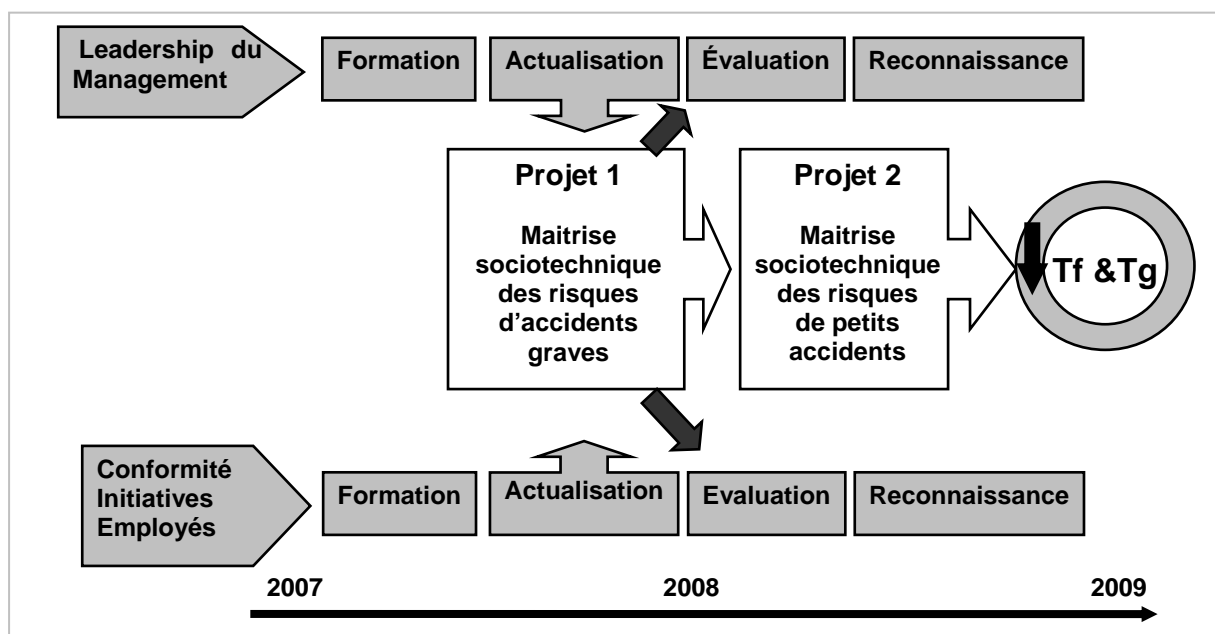 Leadership du
Management
Formation
Actualisation
Évaluation
Reconnaissance
Projet 1
Maitrise
sociotechnique
des risques
d'accidents
graves
Projet 2
Maitrise
sociotechnique
des risques
de petits
accidents
Tf &Tg
Conformité
Initiatives
Employés
Formation
Actualisation
Evaluation
Reconnaissance
2007
2008
2009